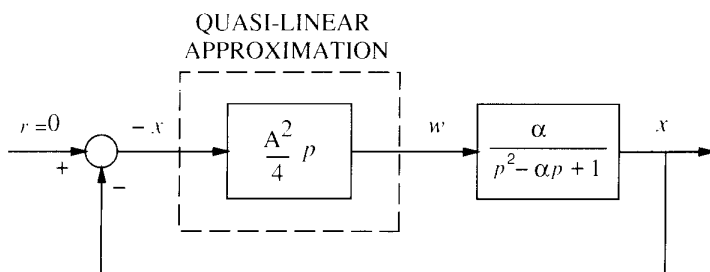 QUASI-LINEAR
APPROXIMATION
r = 0
+
−
− x
A²/4 p
w
α
p² − αp + 1
x